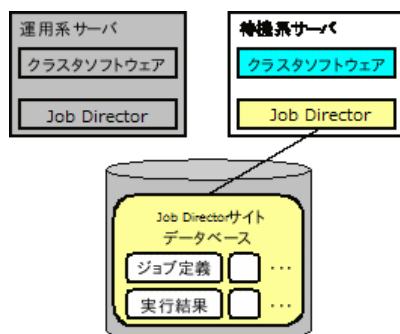 運用系サーバ
クラスタソフトウェア
Job Director
待機系サーバ
クラスタソフトウェア
Job Director
Job Directorサイト
データベース
ジョブ定義 ･･･
実行結果 ･･･